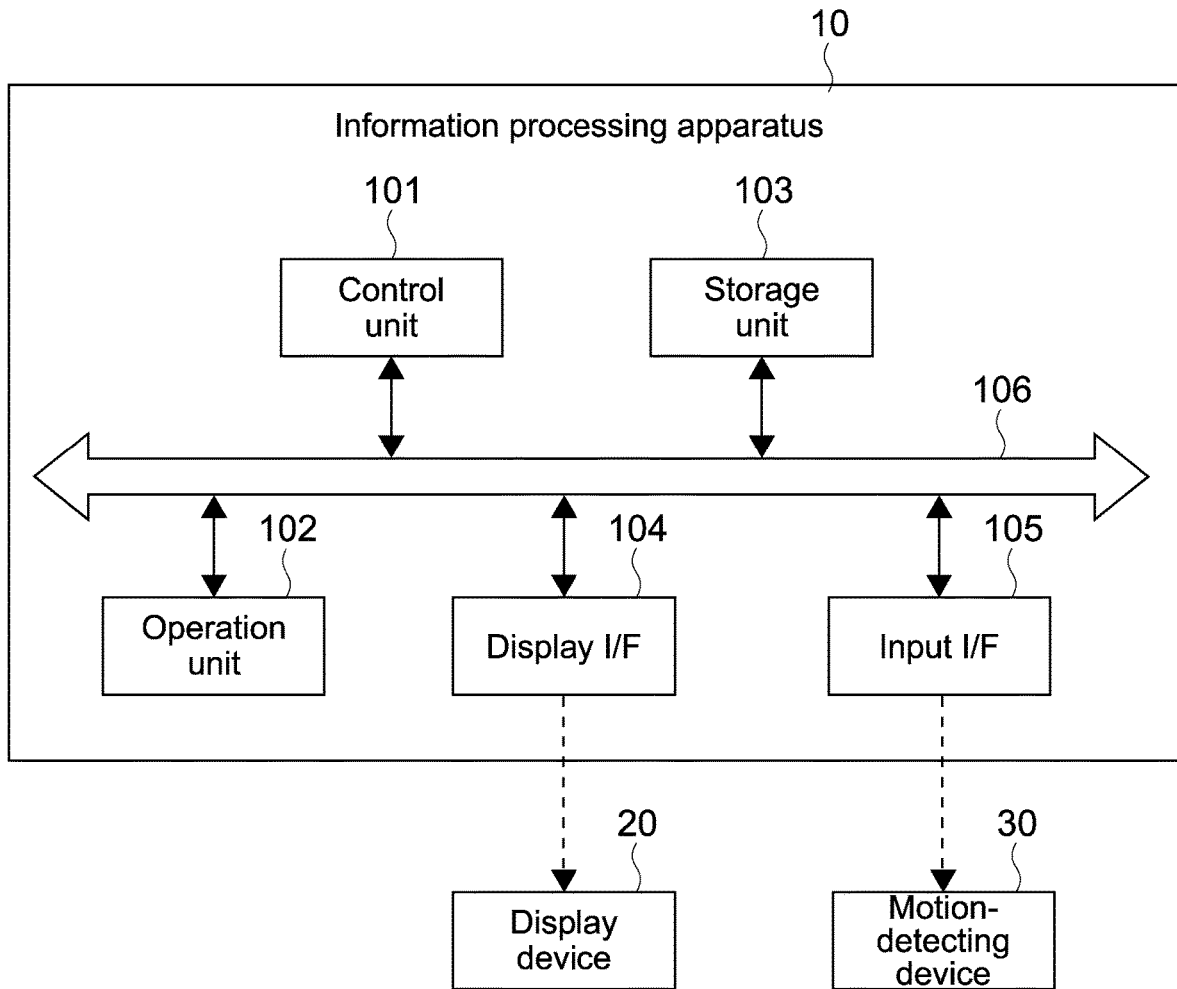 10
Information processing apparatus
101
103
Control
unit
Storage
unit
106
102
104
105
Operation
unit
Display I/F
Input I/F
20
30
Display
device
Motion-
detecting
device